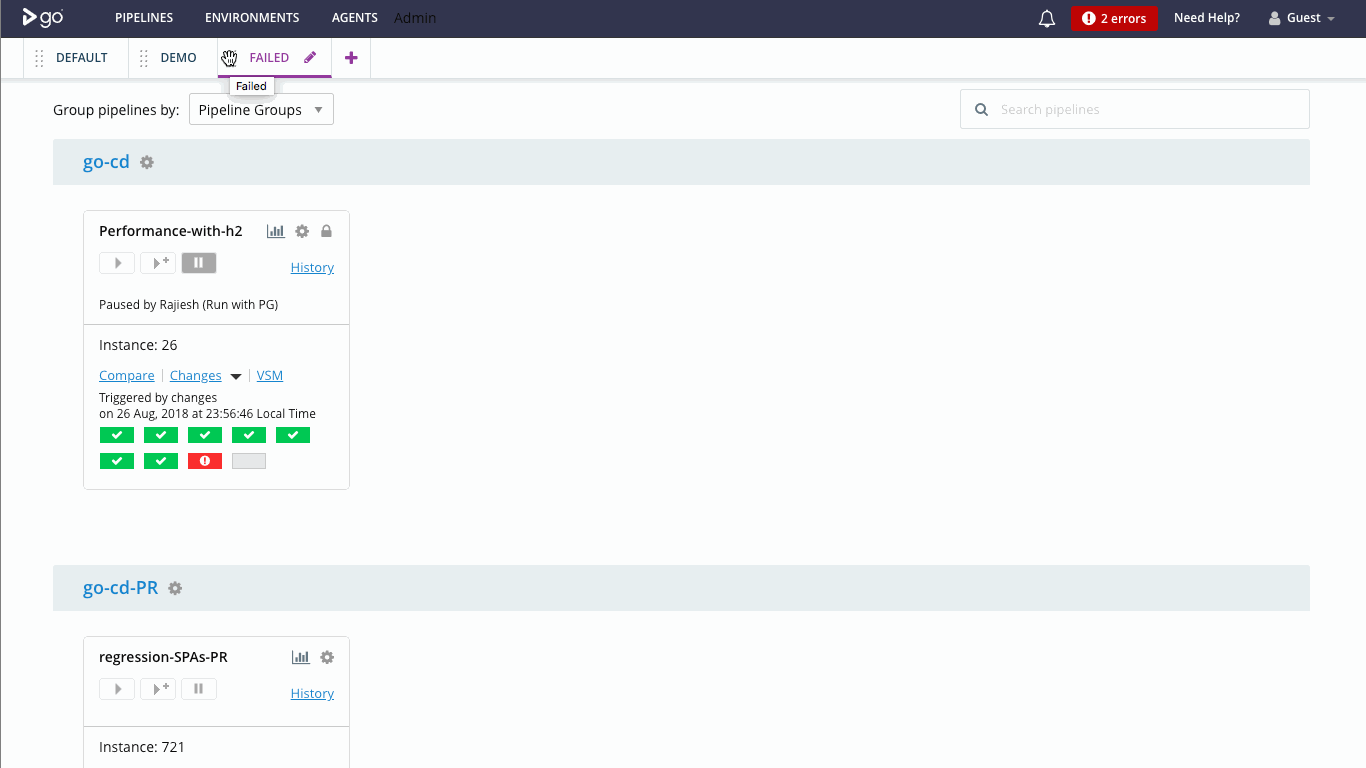 go PIPELINES ENVIRONMENTS AGENTS Admin 2 errors Need Help? Guest
DEFAULT DEMO FAILED
Failed
Group pipelines by: Pipeline Groups Search pipelines
go-cd
Performance-with-h2
History
Paused by Rajiesh (Run with PG)
Instance: 26
Compare Changes VSM
Triggered by changes
on 26 Aug, 2018 at 23:56:46 Local Time
go-cd-PR
regression-SPAs-PR
History
Instance: 721